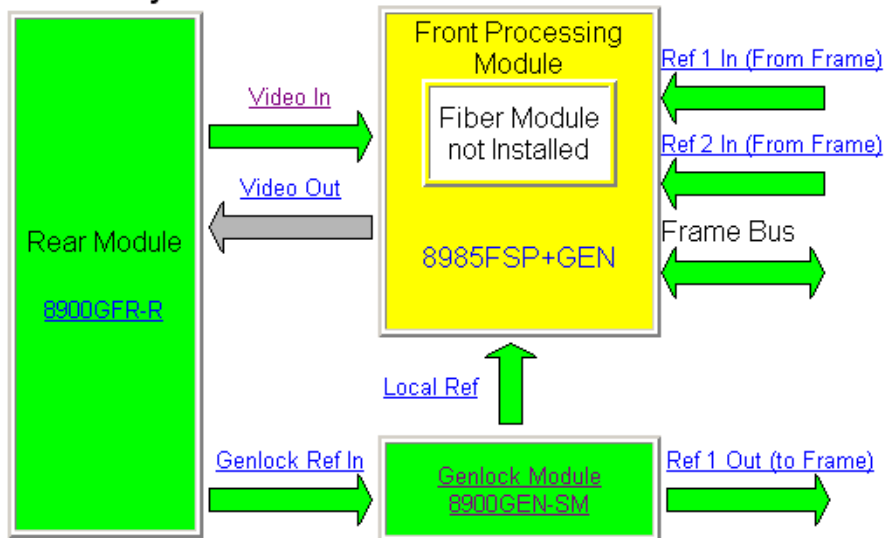 Front Processing
Module
Ref 1 In (From Frame)
Video In
Fiber Module
not Installed
Ref 2 In (From Frame)
Video Out
Frame Bus
Rear Module
8985FSP+GEN
8900GFR-R
Local Ref
Genlock Ref In
Genlock Module
8900GEN-SM
Ref 1 Out (to Frame)